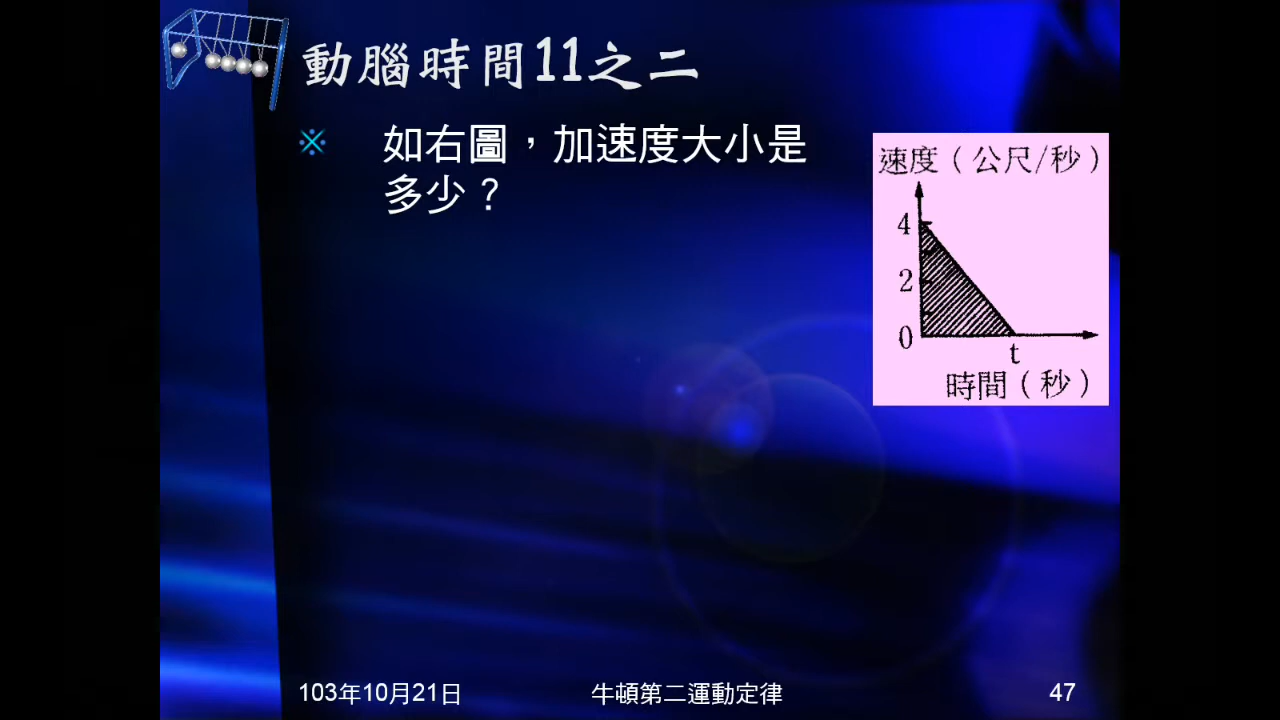 動腦時間11之二
※ 如右圖，加速度大小是
多少？
速度（公尺/秒）
4
2
0
t
時間（秒）
103年10月21日
牛頓第二運動定律
47